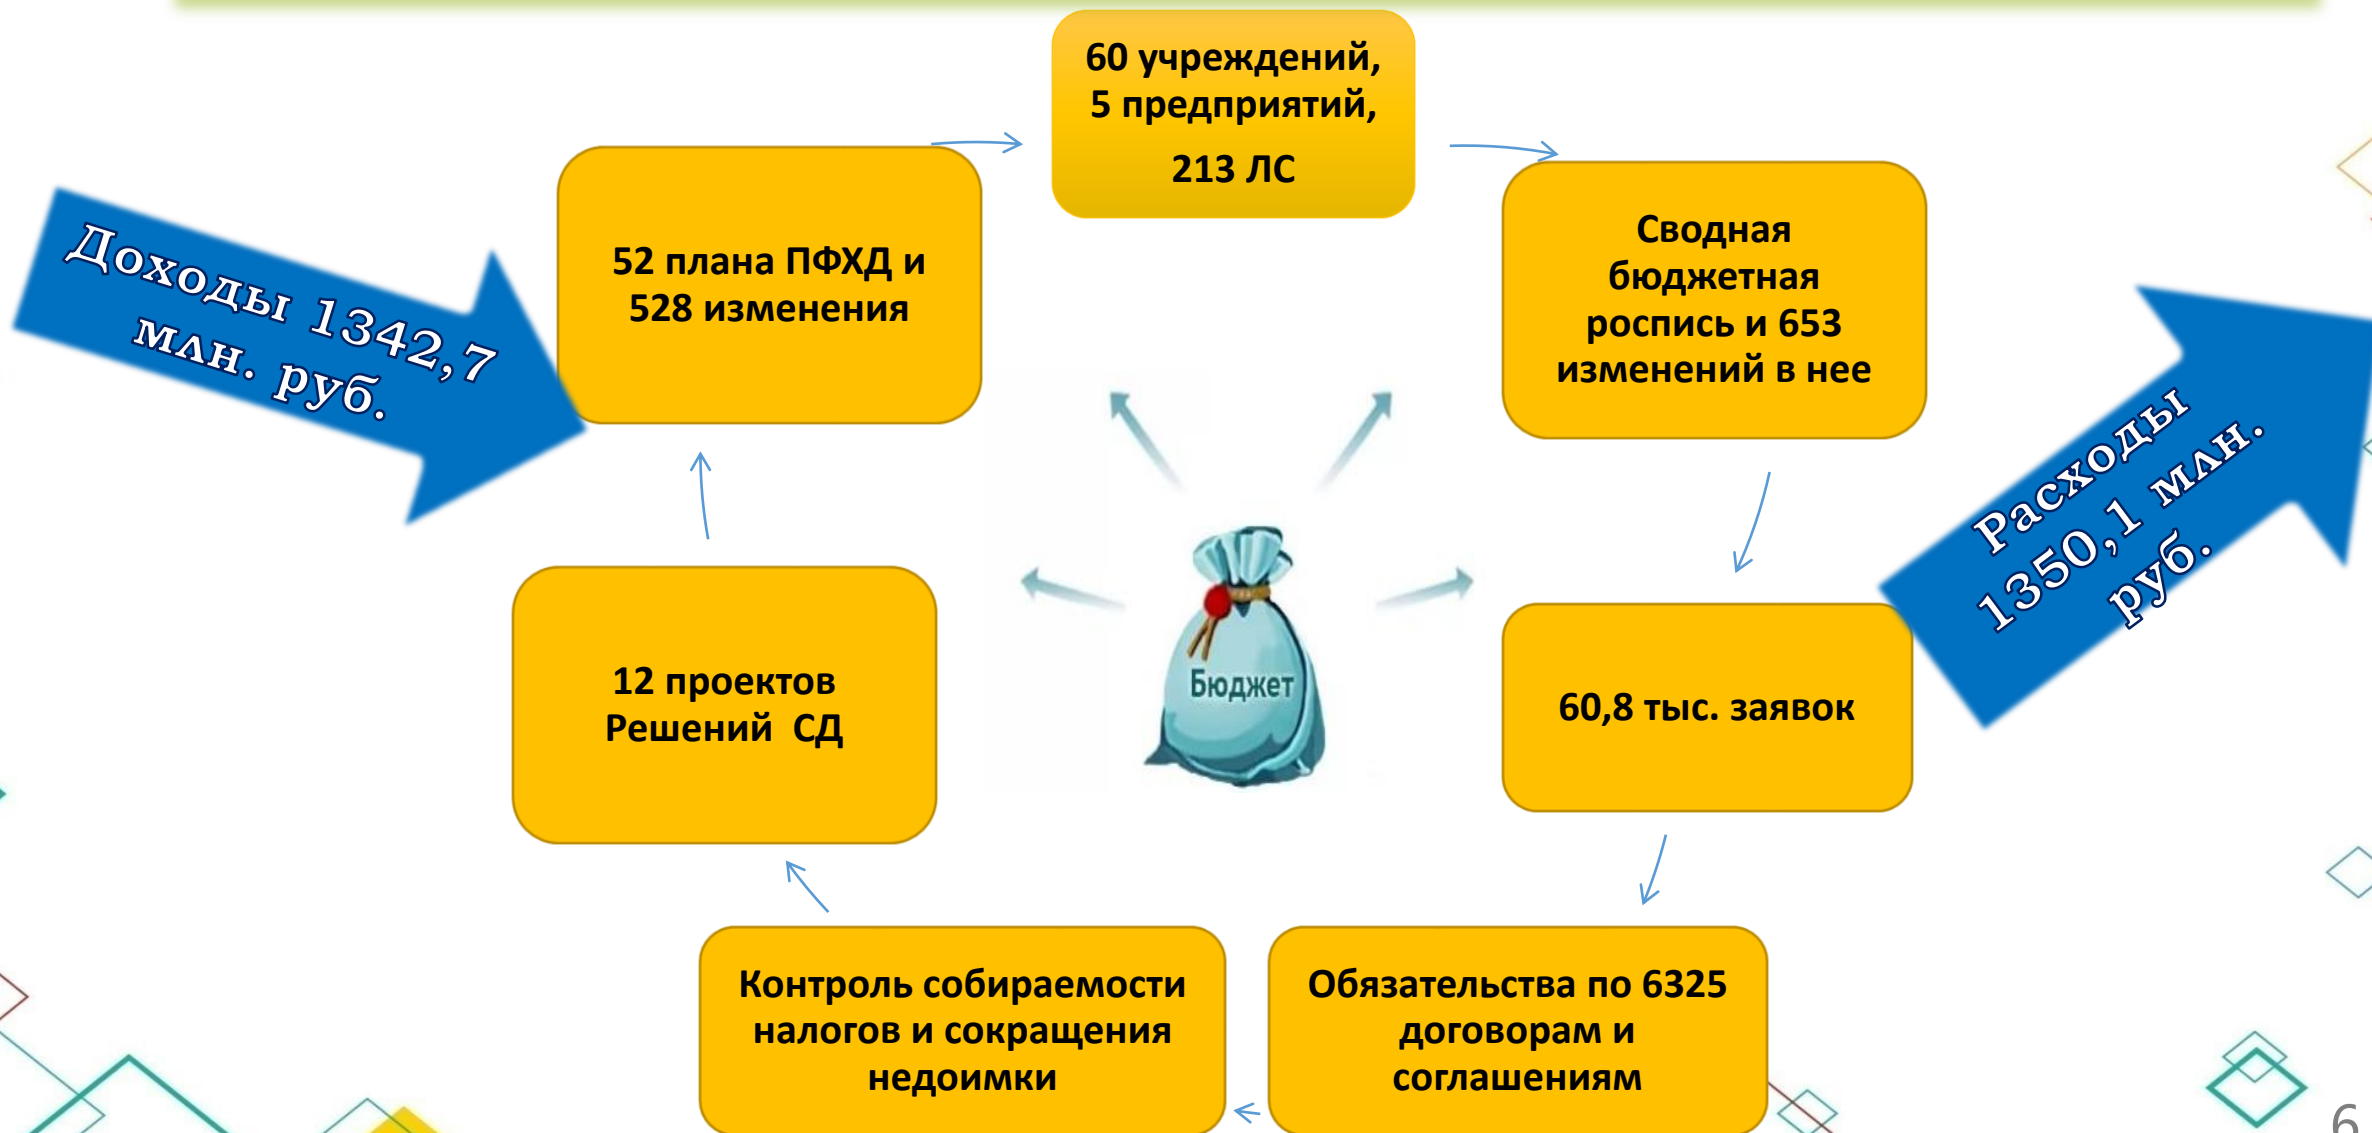 60 учреждений,
5 предприятий,
213 ЛС
52 плана ПФХД и
528 изменения
Сводная
бюджетная
роспись и 653
изменений в нее
Доходы 1342,7
млн. руб.
Расходы
1350,1 млн.
руб.
12 проектов
Решений СД
Бюджет
60,8 тыс. заявок
Контроль собираемости
налогов и сокращения
недоимки
Обязательства по 6325
договорам и
соглашениям
6